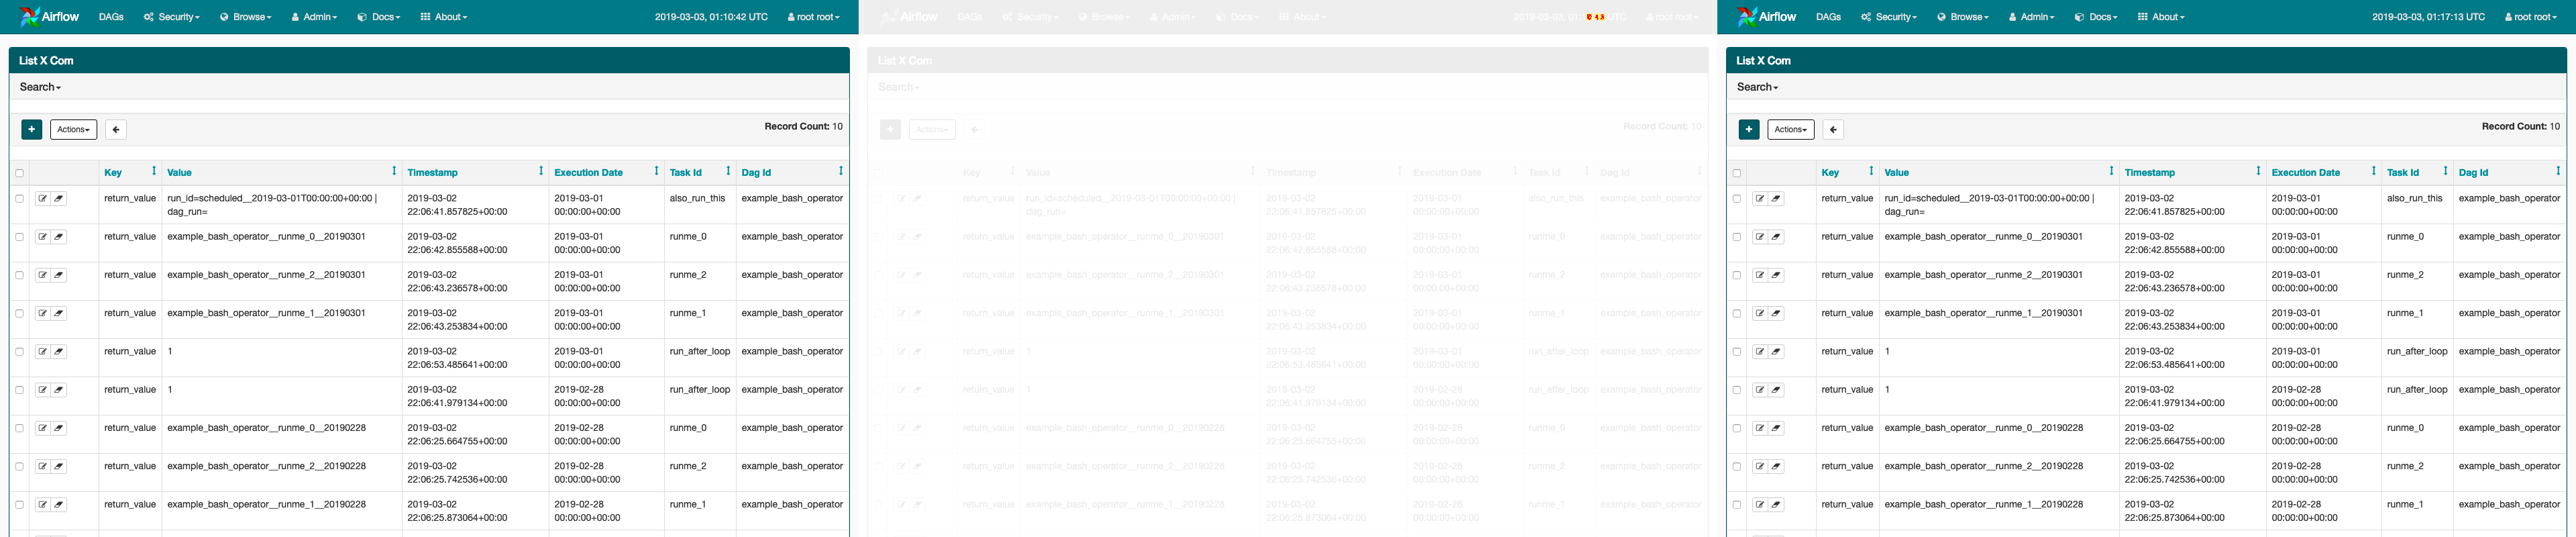 Airflow DAGs Security Browse Admin Docs About 2019-03-03, 01:10:42 UTC root root
List X Com
Search
Actions Record Count: 10
Key Value Timestamp Execution Date Task Id Dag Id
return_value run_id=scheduled__2019-03-01T00:00:00+00:00 | 2019-03-02 2019-03-01 also_run_this example_bash_operator
dag_run= 22:06:41.857825+00:00 00:00:00+00:00
return_value example_bash_operator__runme_0__20190301 2019-03-02 2019-03-01 runme_0 example_bash_operator
22:06:42.855588+00:00 00:00:00+00:00
return_value example_bash_operator__runme_2__20190301 2019-03-02 2019-03-01 runme_2 example_bash_operator
22:06:43.236578+00:00 00:00:00+00:00
return_value example_bash_operator__runme_1__20190301 2019-03-02 2019-03-01 runme_1 example_bash_operator
22:06:43.253834+00:00 00:00:00+00:00
return_value 1 2019-03-02 2019-03-01 run_after_loop example_bash_operator
22:06:53.485641+00:00 00:00:00+00:00
return_value 1 2019-03-02 2019-02-28 run_after_loop example_bash_operator
22:06:41.979134+00:00 00:00:00+00:00
return_value example_bash_operator__runme_0__20190228 2019-03-02 2019-02-28 runme_0 example_bash_operator
22:06:25.664755+00:00 00:00:00+00:00
return_value example_bash_operator__runme_2__20190228 2019-03-02 2019-02-28 runme_2 example_bash_operator
22:06:25.742536+00:00 00:00:00+00:00
return_value example_bash_operator__runme_1__20190228 2019-03-02 2019-02-28 runme_1 example_bash_operator
22:06:25.873064+00:00 00:00:00+00:00
Airflow DAGs Security Browse Admin Docs About 2019-03-03, 01: UTC root root
List X Com
Search
Actions Record Count: 10
Key Value Timestamp Execution Date Task Id Dag Id
return_value run_id=scheduled__2019-03-01T00:00:00+00:00 | 2019-03-02 2019-03-01 also_run_this example_bash_operator
dag_run= 22:06:41.857825+00:00 00:00:00+00:00
return_value example_bash_operator__runme_0__20190301 2019-03-02 2019-03-01 runme_0 example_bash_operator
22:06:42.855588+00:00 00:00:00+00:00
return_value example_bash_operator__runme_2__20190301 2019-03-02 2019-03-01 runme_2 example_bash_operator
22:06:43.236578+00:00 00:00:00+00:00
return_value example_bash_operator__runme_1__20190301 2019-03-02 2019-03-01 runme_1 example_bash_operator
22:06:43.253834+00:00 00:00:00+00:00
return_value 1 2019-03-02 2019-03-01 run_after_loop example_bash_operator
22:06:53.485641+00:00 00:00:00+00:00
return_value 1 2019-03-02 2019-02-28 run_after_loop example_bash_operator
22:06:41.979134+00:00 00:00:00+00:00
return_value example_bash_operator__runme_0__20190228 2019-03-02 2019-02-28 runme_0 example_bash_operator
22:06:25.664755+00:00 00:00:00+00:00
return_value example_bash_operator__runme_2__20190228 2019-03-02 2019-02-28 runme_2 example_bash_operator
22:06:25.742536+00:00 00:00:00+00:00
return_value example_bash_operator__runme_1__20190228 2019-03-02 2019-02-28 runme_1 example_bash_operator
22:06:25.873064+00:00 00:00:00+00:00
Airflow DAGs Security Browse Admin Docs About 2019-03-03, 01:17:13 UTC root root
List X Com
Search
Actions Record Count: 10
Key Value Timestamp Execution Date Task Id Dag Id
return_value run_id=scheduled__2019-03-01T00:00:00+00:00 | 2019-03-02 2019-03-01 also_run_this example_bash_operator
dag_run= 22:06:41.857825+00:00 00:00:00+00:00
return_value example_bash_operator__runme_0__20190301 2019-03-02 2019-03-01 runme_0 example_bash_operator
22:06:42.855588+00:00 00:00:00+00:00
return_value example_bash_operator__runme_2__20190301 2019-03-02 2019-03-01 runme_2 example_bash_operator
22:06:43.236578+00:00 00:00:00+00:00
return_value example_bash_operator__runme_1__20190301 2019-03-02 2019-03-01 runme_1 example_bash_operator
22:06:43.253834+00:00 00:00:00+00:00
return_value 1 2019-03-02 2019-03-01 run_after_loop example_bash_operator
22:06:53.485641+00:00 00:00:00+00:00
return_value 1 2019-03-02 2019-02-28 run_after_loop example_bash_operator
22:06:41.979134+00:00 00:00:00+00:00
return_value example_bash_operator__runme_0__20190228 2019-03-02 2019-02-28 runme_0 example_bash_operator
22:06:25.664755+00:00 00:00:00+00:00
return_value example_bash_operator__runme_2__20190228 2019-03-02 2019-02-28 runme_2 example_bash_operator
22:06:25.742536+00:00 00:00:00+00:00
return_value example_bash_operator__runme_1__20190228 2019-03-02 2019-02-28 runme_1 example_bash_operator
22:06:25.873064+00:00 00:00:00+00:00